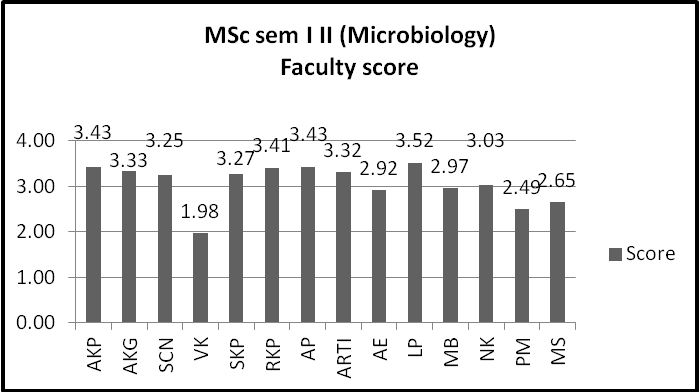 MSc sem I II (Microbiology)
Faculty score
3.43
3.33
3.25
1.98
3.27
3.41
3.43
3.32
2.92
3.52
2.97
3.03
2.49
2.65
4.00
3.00
2.00
1.00
0.00
AKP
AKG
SCN
VK
SKP
RKP
AP
ARTI
AE
LP
MB
NK
PM
MS
Score